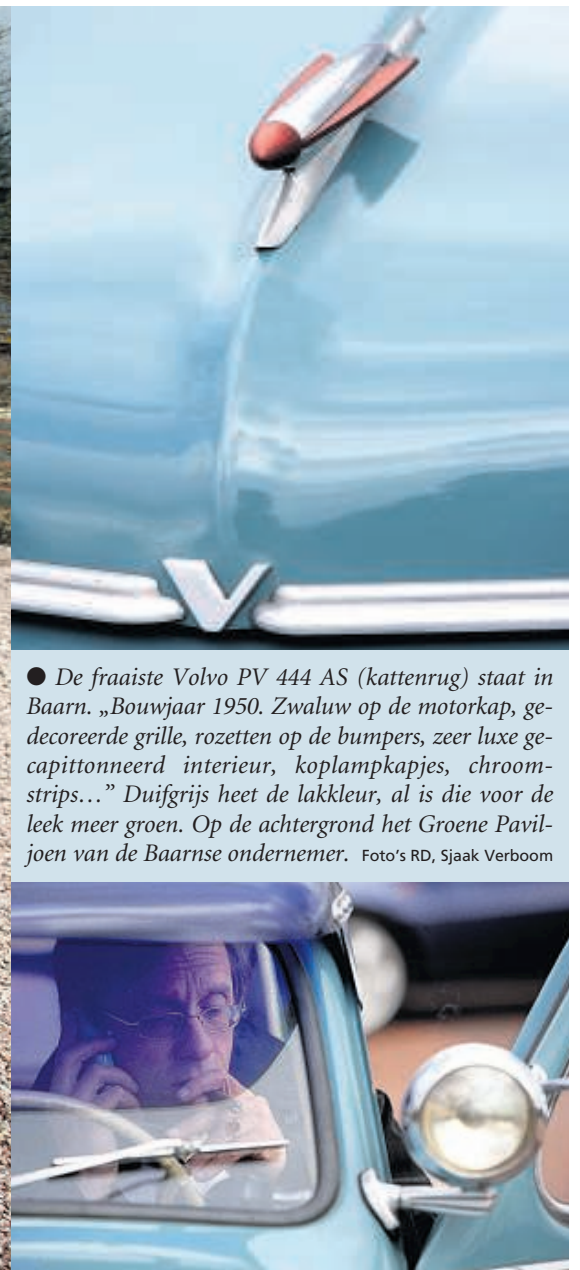 V
● De fraaiste Volvo PV 444 AS (kattenrug) staat in
Baarn. „Bouwjaar 1950. Zwaluw op de motorkap, ge-
decoreerde grille, rozetten op de bumpers, zeer luxe ge-
capittonneerd interieur, koplampkapjes, chroom-
strips…” Duifgrijs heet de lakkleur, al is die voor de
leek meer groen. Op de achtergrond het Groene Pavil-
joen van de Baarnse ondernemer. Foto's RD, Sjaak Verboom